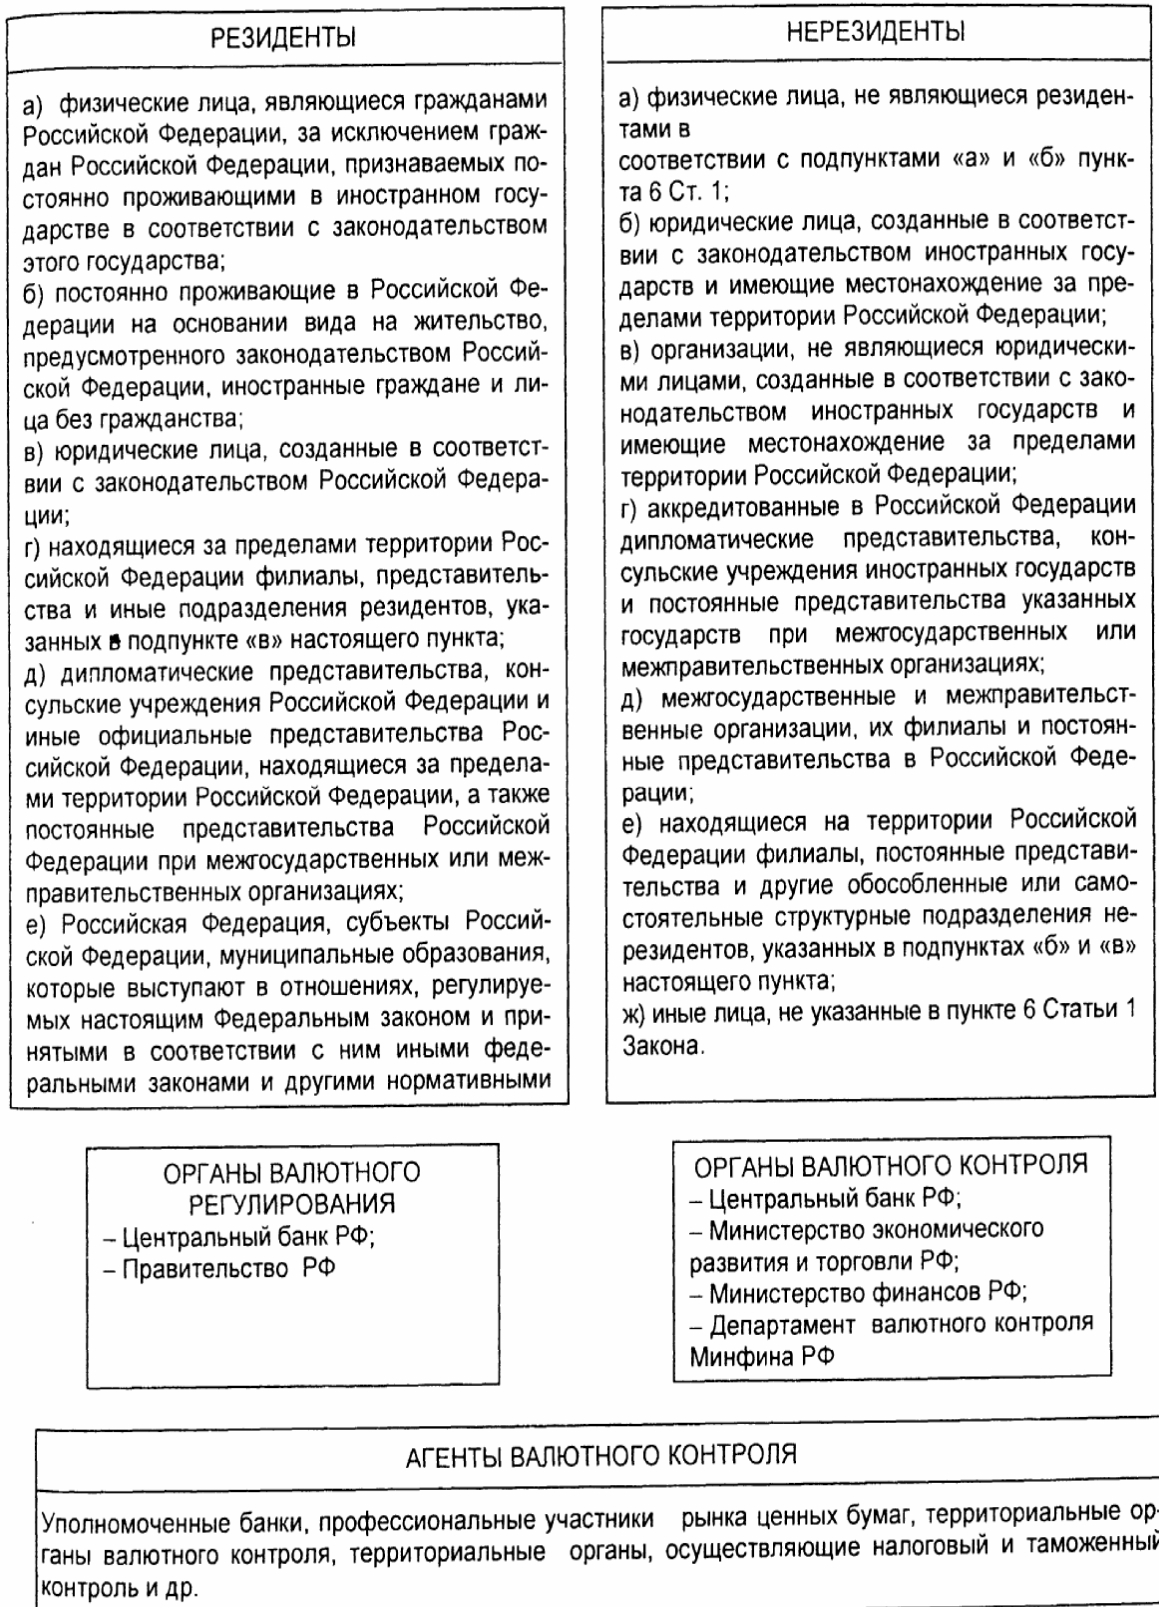 РЕЗИДЕНТЫ
а) физические лица, являющиеся гражданами
Российской Федерации, за исключением граж-
дан Российской Федерации, признаваемых по-
стоянно проживающими в иностранном госу-
дарстве в соответствии с законодательством
этого государства;
б) постоянно проживающие в Российской Фе-
дерации на основании вида на жительство,
предусмотренного законодательством Россий-
ской Федерации, иностранные граждане и ли-
ца без гражданства;
в) юридические лица, созданные в соответст-
вии с законодательством Российской Федера-
ции;
г) находящиеся за пределами территории Рос-
сийской Федерации филиалы, представитель-
ства и иные подразделения резидентов, ука-
занных в подпункте «в» настоящего пункта;
д) дипломатические представительства, кон-
сульские учреждения Российской Федерации и
иные официальные представительства Рос-
сийской Федерации, находящиеся за предела-
ми территории Российской Федерации, а также
постоянные представительства Российской
Федерации при межгосударственных или меж-
правительственных организациях;
е) Российская Федерация, субъекты Россий-
ской Федерации, муниципальные образования,
которые выступают в отношениях, регулируе-
мых настоящим Федеральным законом и при-
нятыми в соответствии с ним иными феде-
ральными законами и другими нормативными
НЕРЕЗИДЕНТЫ
а) физические лица, не являющиеся резиден-
тами в
соответствии с подпунктами «а» и «б» пунк-
та 6 Ст. 1;
б) юридические лица, созданные в соответст-
вии с законодательством иностранных госу-
дарств и имеющие местонахождение за пре-
делами территории Российской Федерации;
в) организации, не являющиеся юридически-
ми лицами, созданные в соответствии с зако-
нодательством иностранных государств и
имеющие местонахождение за пределами
территории Российской Федерации;
г) аккредитованные в Российской Федерации
дипломатические представительства, кон-
сульские учреждения иностранных государств
и постоянные представительства указанных
государств при межгосударственных или
межправительственных организациях;
д) межгосударственные и межправительст-
венные организации, их филиалы и постоян-
ные представительства в Российской Феде-
рации;
е) находящиеся на территории Российской
Федерации филиалы, постоянные представи-
тельства и другие обособленные или само-
стоятельные структурные подразделения не-
резидентов, указанных в подпунктах «б» и «в»
настоящего пункта;
ж) иные лица, не указанные в пункте 6 Статьи 1
Закона.
ОРГАНЫ ВАЛЮТНОГО
РЕГУЛИРОВАНИЯ
– Центральный банк РФ;
– Правительство РФ
ОРГАНЫ ВАЛЮТНОГО КОНТРОЛЯ
– Центральный банк РФ;
– Министерство экономического
развития и торговли РФ;
– Министерство финансов РФ;
– Департамент валютного контроля
Минфина РФ
АГЕНТЫ ВАЛЮТНОГО КОНТРОЛЯ
Уполномоченные банки, профессиональные участники рынка ценных бумаг, территориальные ор-
ганы валютного контроля, территориальные органы, осуществляющие налоговый и таможенный
контроль и др.